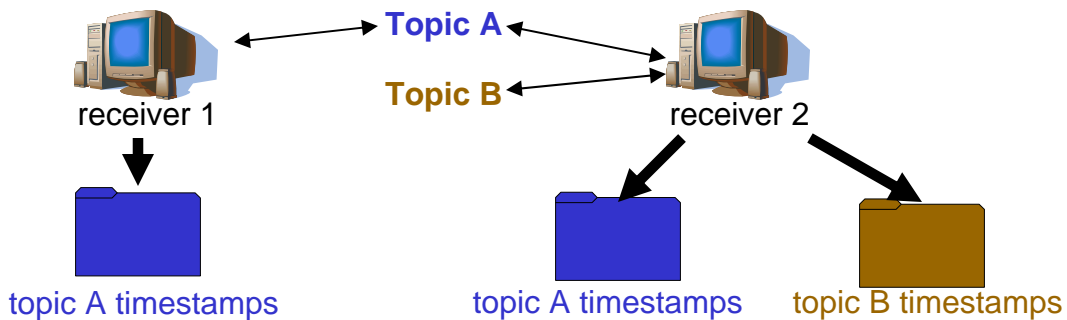 Topic A
Topic B
receiver 1
receiver 2
topic A timestamps
topic A timestamps
topic B timestamps